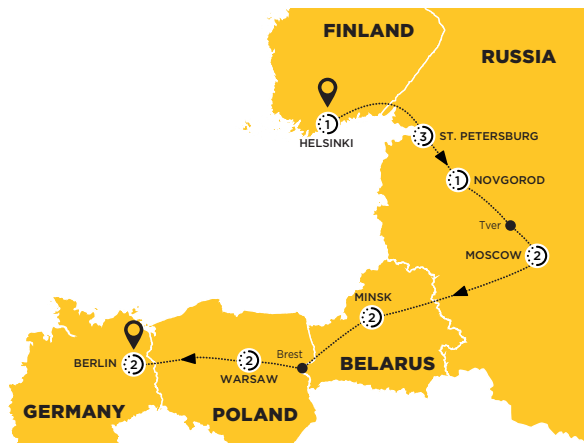 FINLAND
RUSSIA
1
HELSINKI
3
ST. PETERSBURG
1
NOVGOROD
Tver
MOSCOW
2
MINSK
2
Brest
BERLIN
2
2
WARSAW
BELARUS
GERMANY
POLAND